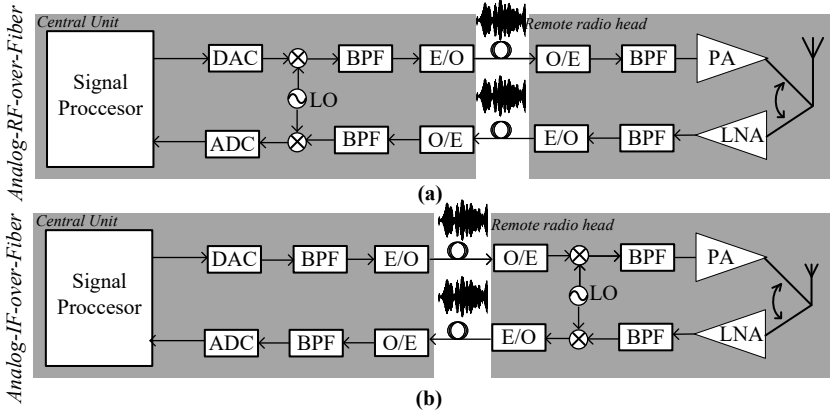 Analog-RF-over-Fiber
Central Unit
Remote radio head
Signal
Proccesor
DAC
BPF
E/O
O/E
BPF
PA
LO
ADC
BPF
O/E
E/O
BPF
LNA
(a)
Analog-IF-over-Fiber
Central Unit
Remote radio head
Signal
Proccesor
DAC
BPF
E/O
O/E
BPF
PA
LO
ADC
BPF
O/E
E/O
BPF
LNA
(b)